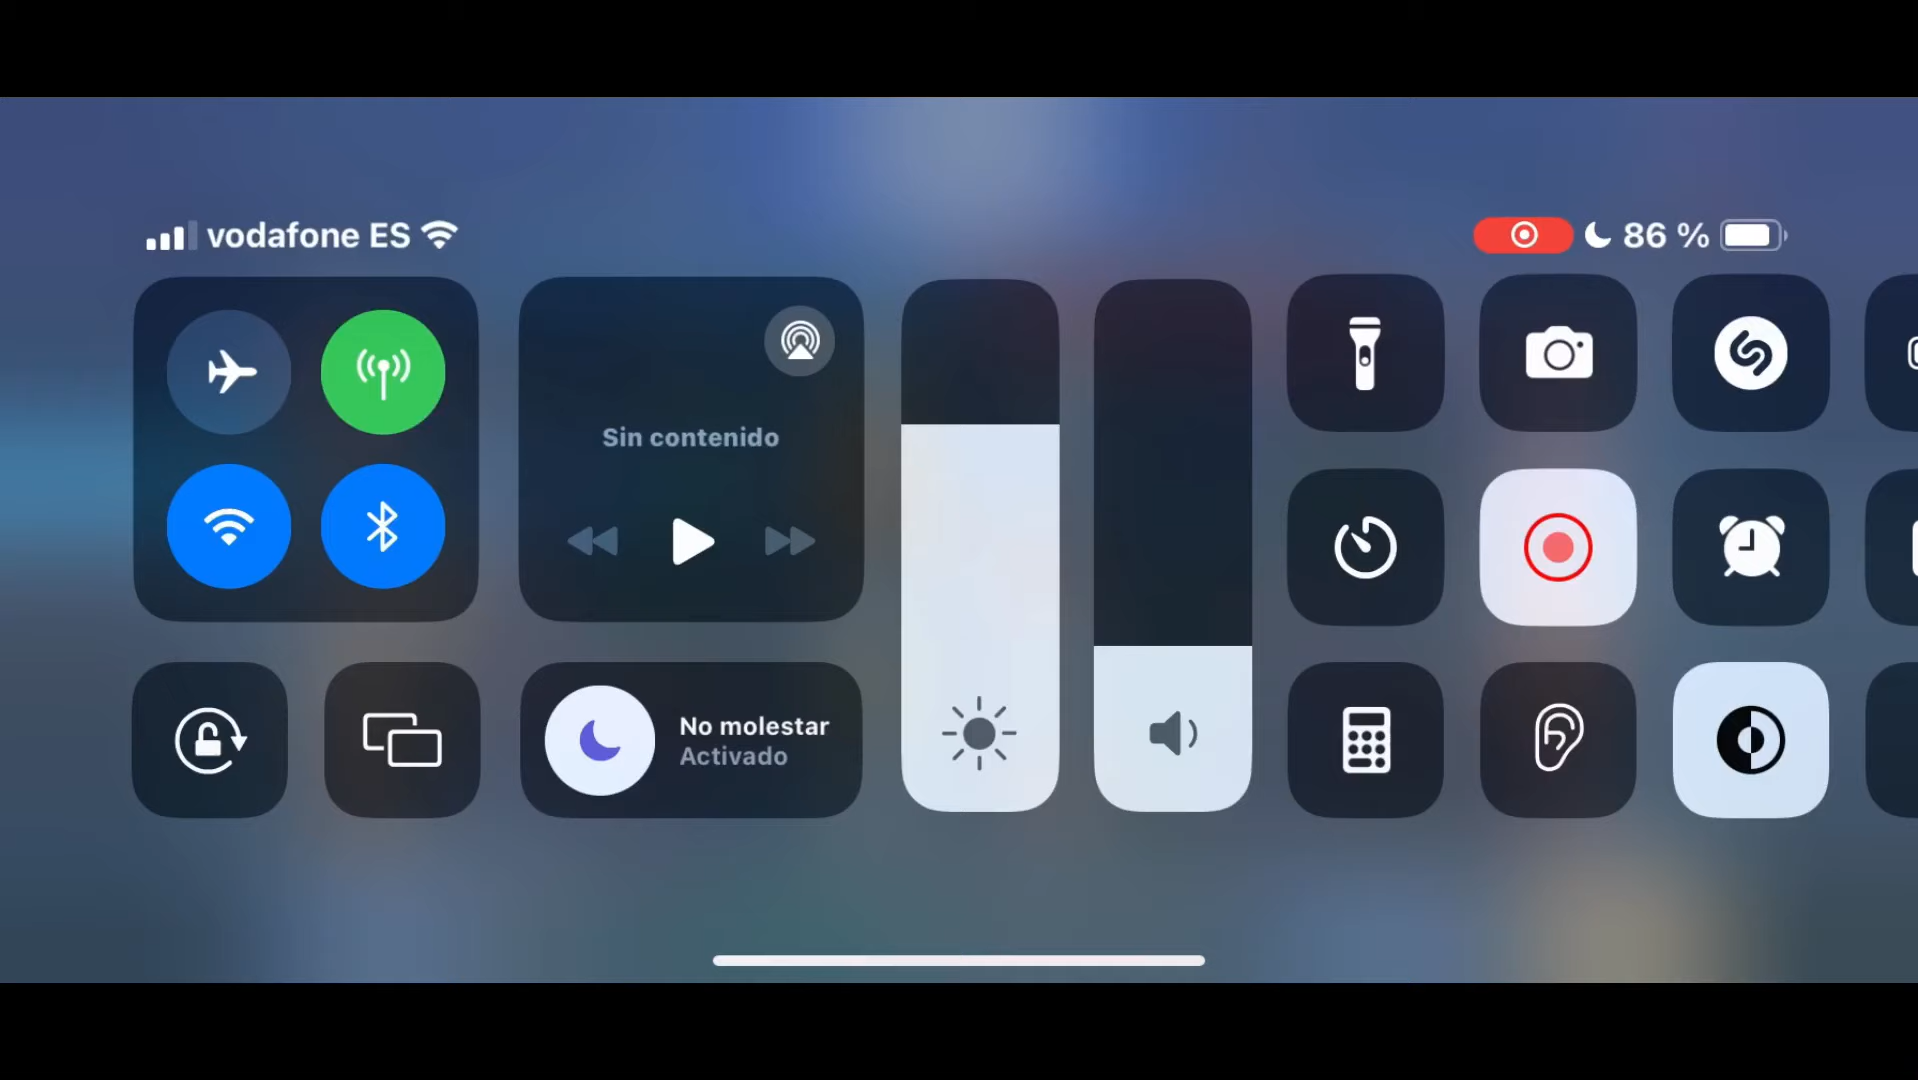 vodafone ES
86 %
Sin contenido
No molestar
Activado